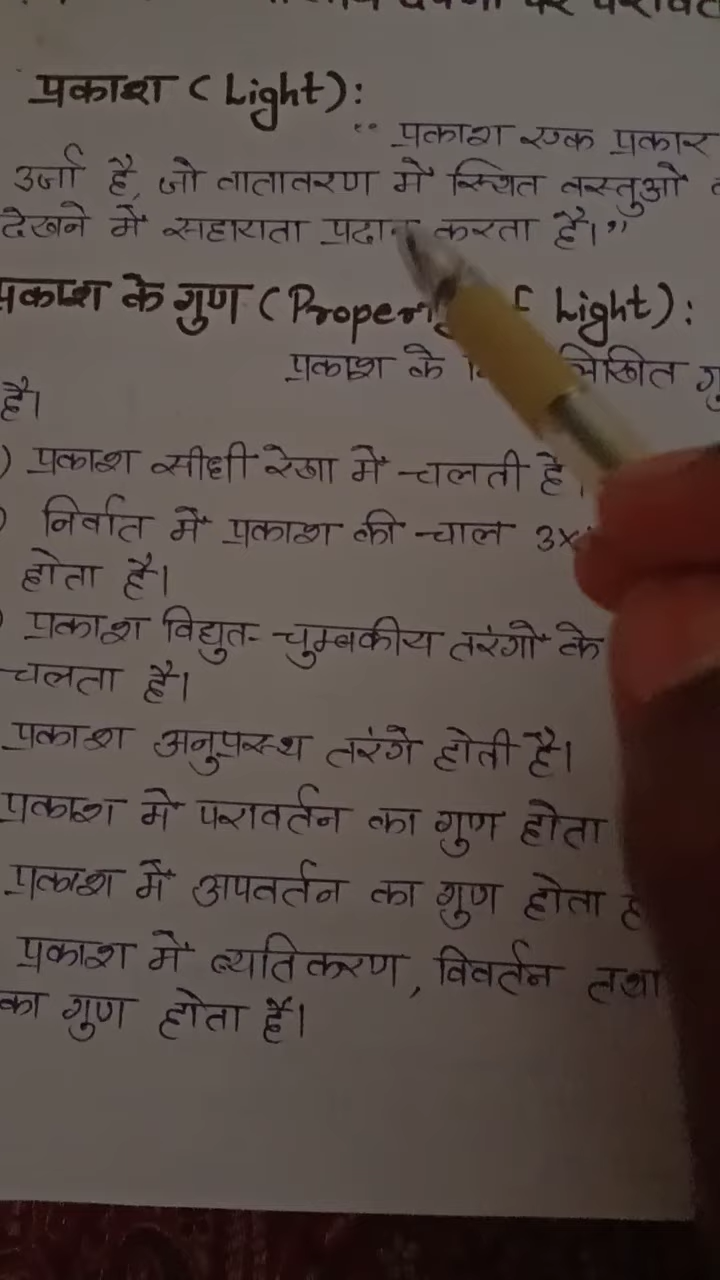 प्रकाश (Light):
"प्रकाश एक प्रकार
उर्जा है, जो वातावरण में स्थित वस्तुओं
देखने में सहायता प्रदान करता है।"
प्रकाश के गुण (Proper f Light):
प्रकाश के लिखित
है।
) प्रकाश सीधी रेखा में चलती है।
) निर्वात में प्रकाश की चाल 3×
होता है।
) प्रकाश विद्युत-चुम्बकीय तरंगों के
चलता है।
प्रकाश अनुप्रस्थ तरंगे होती है।
प्रकाश मे परावर्तन का गुण होता
प्रकाश में अपवर्तन का गुण होता
प्रकाश में व्यतिकरण, विवर्तन तथा
का गुण होता है।